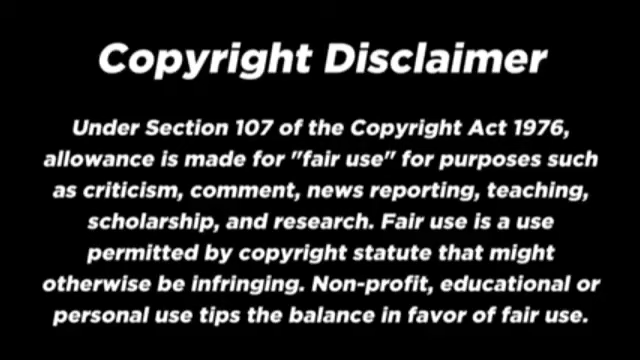 Copyright Disclaimer
Under Section 107 of the Copyright Act 1976,
allowance is made for "fair use" for purposes such
as criticism, comment, news reporting, teaching,
scholarship, and research. Fair use is a use
permitted by copyright statute that might
otherwise be infringing. Non-profit, educational or
personal use tips the balance in favor of fair use.